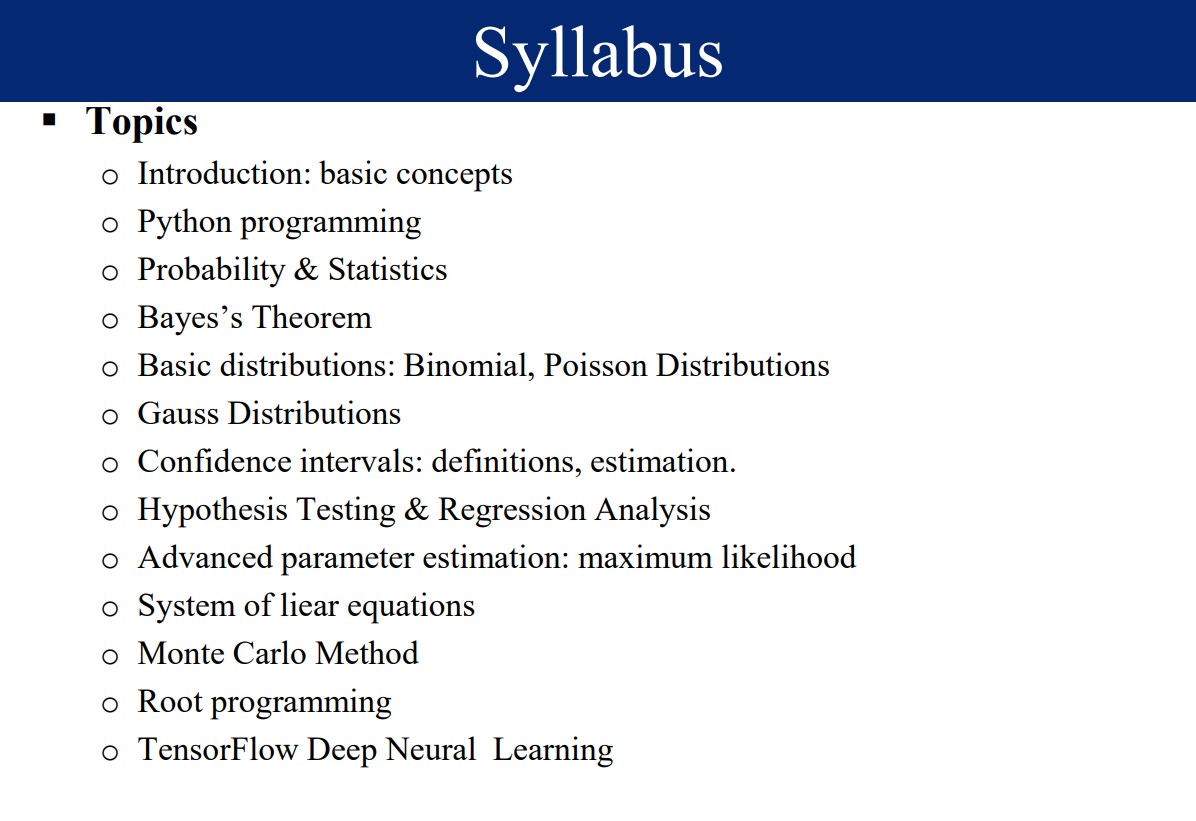 Syllabus
▪ Topics
o Introduction: basic concepts
o Python programming
o Probability & Statistics
o Bayes’s Theorem
o Basic distributions: Binomial, Poisson Distributions
o Gauss Distributions
o Confidence intervals: definitions, estimation.
o Hypothesis Testing & Regression Analysis
o Advanced parameter estimation: maximum likelihood
o System of liear equations
o Monte Carlo Method
o Root programming
o TensorFlow Deep Neural  Learning